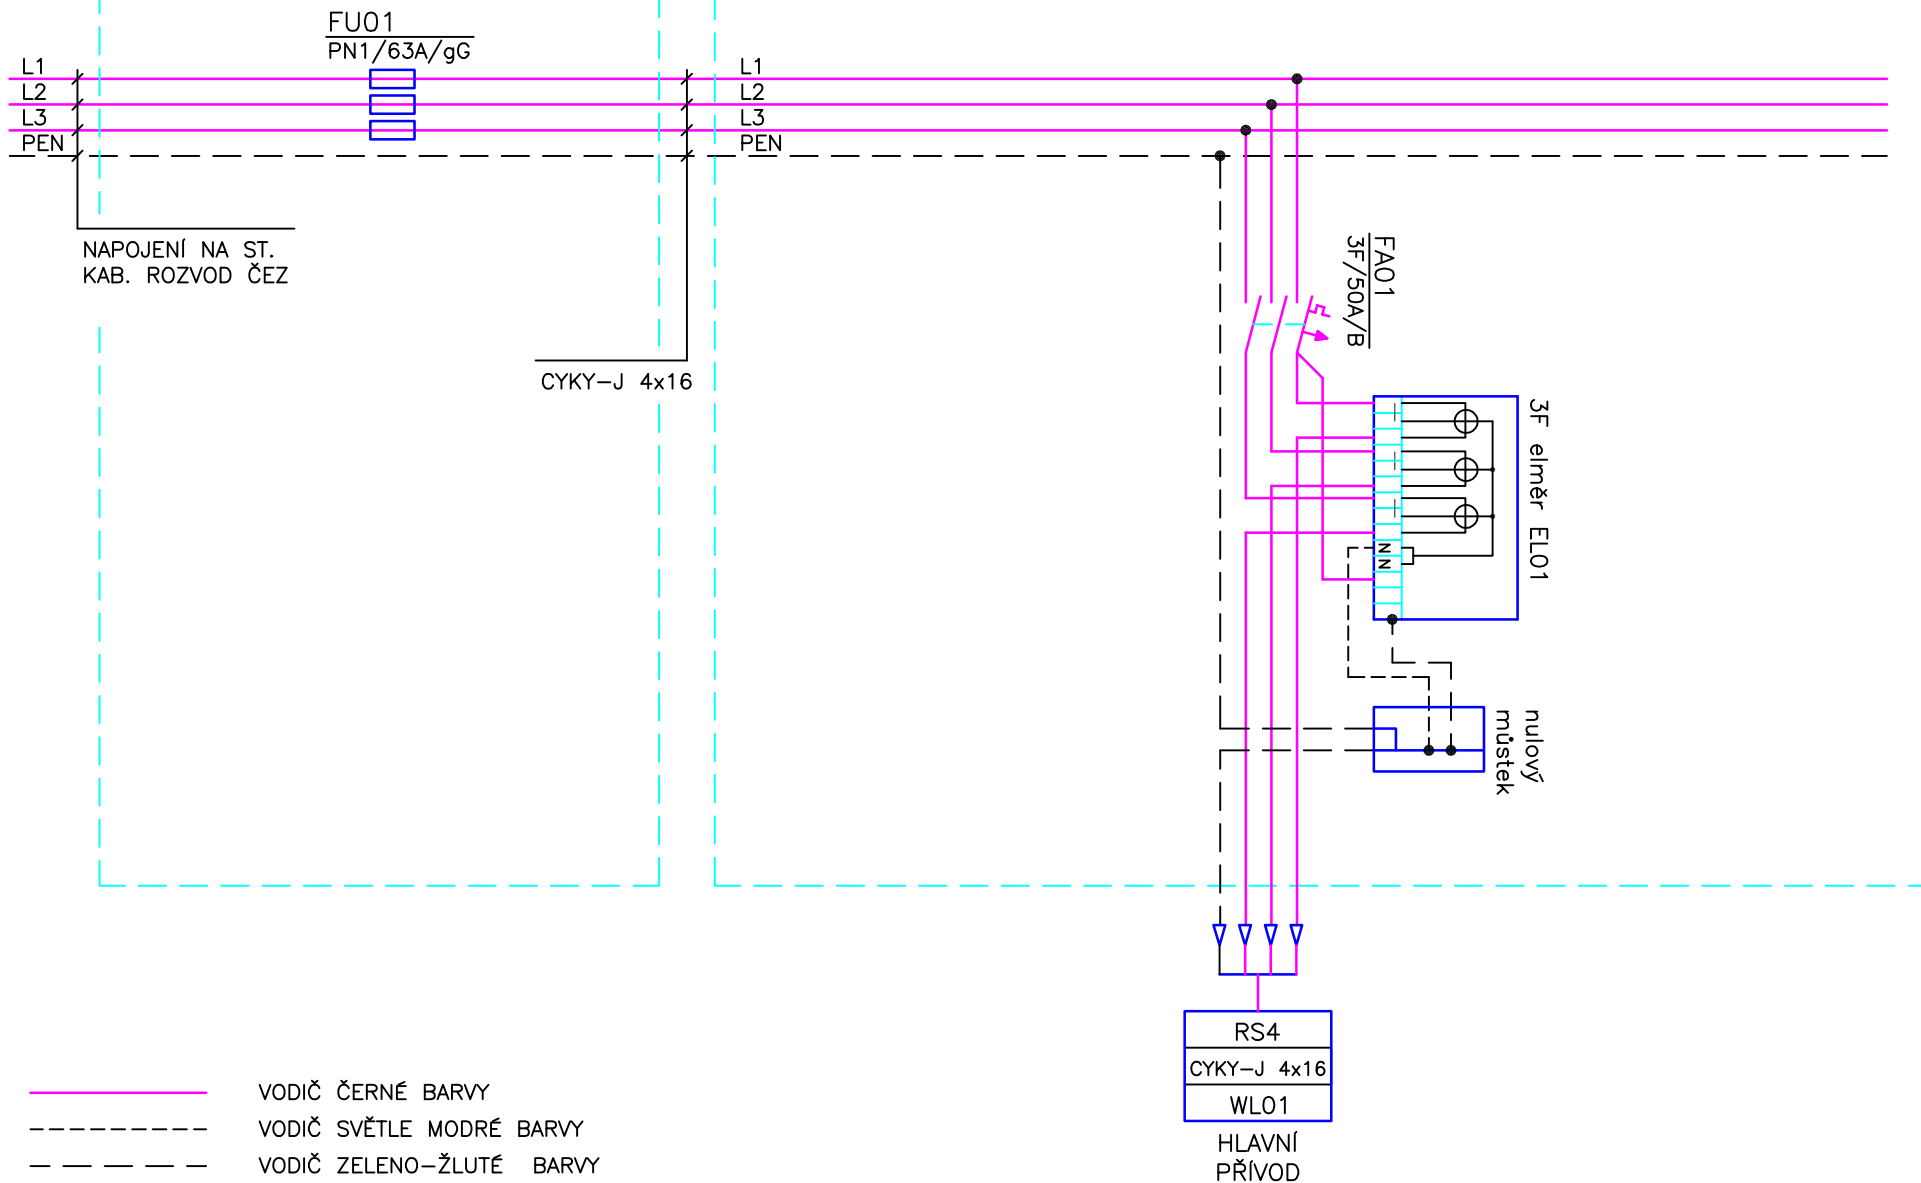 FU01
PN1/63A/gG
L1
L2
L3
PEN
L1
L2
L3
PEN
NAPOJENÍ NA ST.
KAB. ROZVOD ČEZ
CYKY-J 4x16
FA01
3F/50A/B
3F elměr EL01
N
N
nulový
můstek
RS4
CYKY-J 4x16
WL01
HLAVNÍ
PŘÍVOD
VODIČ ČERNÉ BARVY
VODIČ SVĚTLE MODRÉ BARVY
VODIČ ZELENO-ŽLUTÉ BARVY